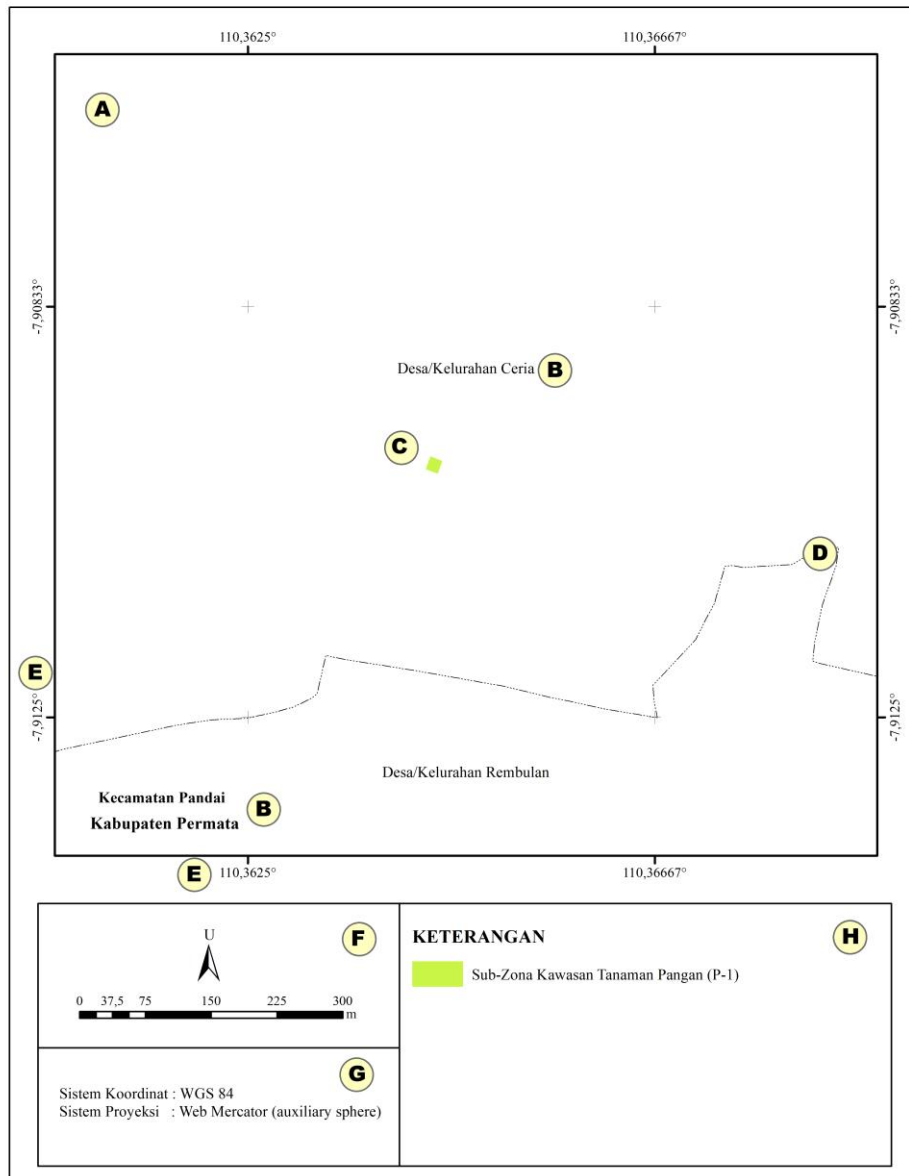 110,3625° 110,36667°
A
-7,90833° -7,90833°
Desa/Kelurahan Ceria B
C
D
E
-7,9125° -7,9125°
Desa/Kelurahan Rembulan
Kecamatan Pandai
Kabupaten Permata
B
E
110,3625° 110,36667°
F
U
0 37,5 75 150 225 300
m
G
Sistem Koordinat : WGS 84
Sistem Proyeksi : Web Mercator (auxiliary sphere)
KETERANGAN
H
Sub-Zona Kawasan Tanaman Pangan (P-1)